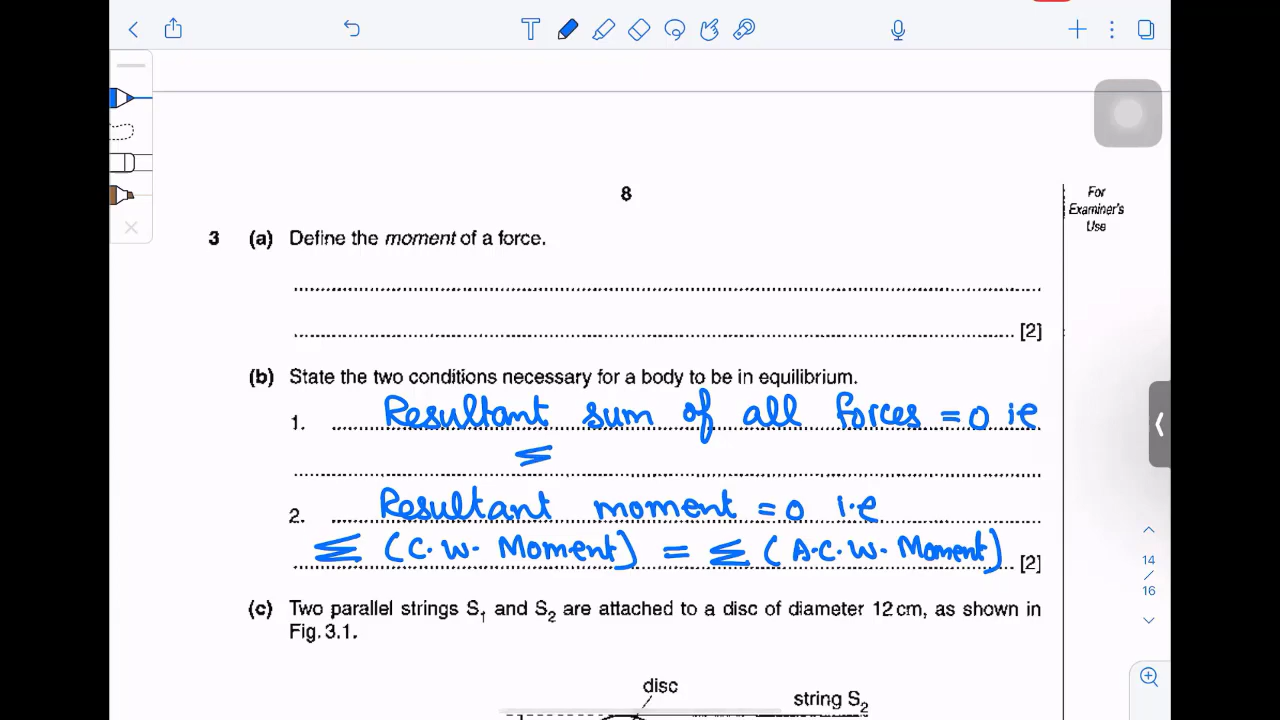 8
For
Examiner's
Use
3 (a) Define the moment of a force.
[2]
(b) State the two conditions necessary for a body to be in equilibrium.
1. Resultant sum of all forces = 0 ie
Σ
2. Resultant moment = 0 i.e
Σ (C.W. Moment) = Σ (A.C.W. Moment) [2]
(c) Two parallel strings S₁ and S₂ are attached to a disc of diameter 12 cm, as shown in
Fig. 3.1.
disc
string S₂
14
/
16